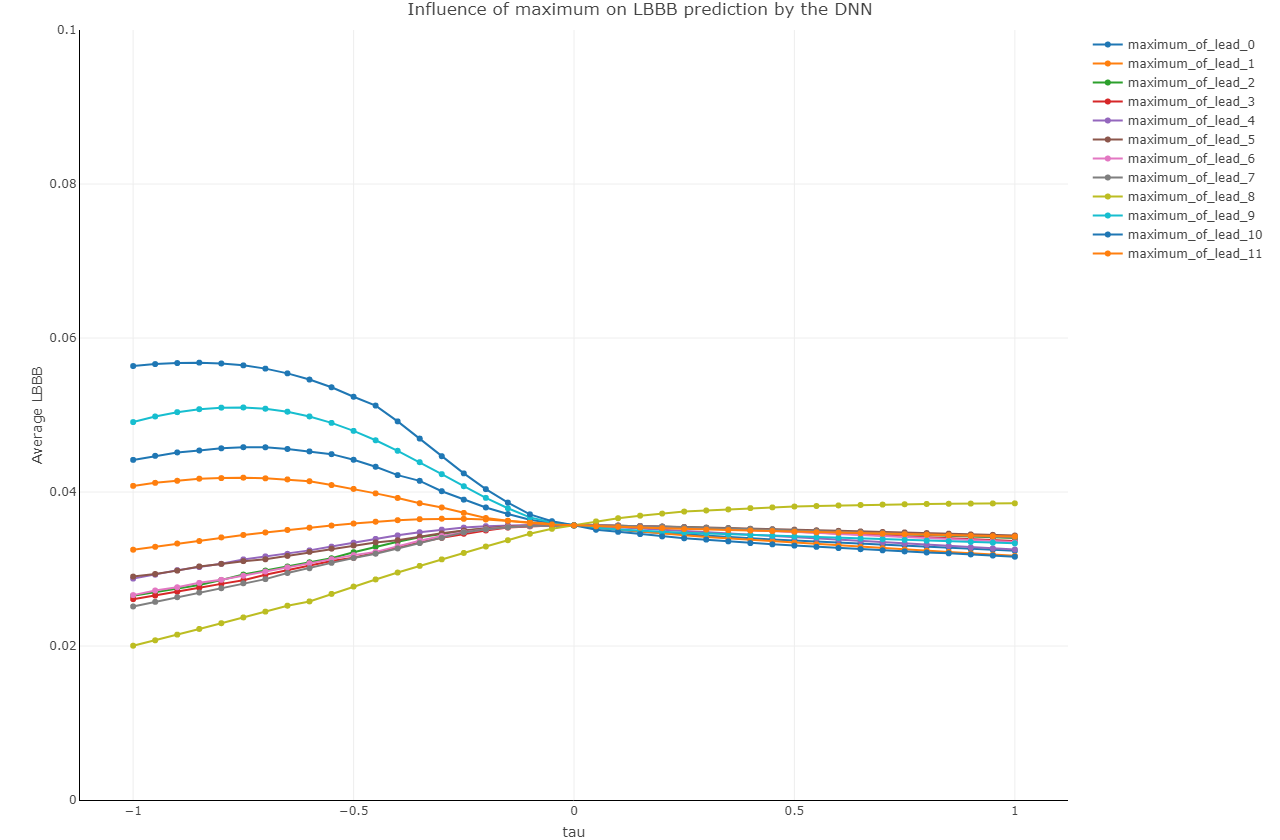 Influence of maximum on LBBB prediction by the DNN
0.1
0.08
0.06
0.04
0.02
0
Average LBBB
−1
−0.5
0
0.5
1
tau
maximum_of_lead_0
maximum_of_lead_1
maximum_of_lead_2
maximum_of_lead_3
maximum_of_lead_4
maximum_of_lead_5
maximum_of_lead_6
maximum_of_lead_7
maximum_of_lead_8
maximum_of_lead_9
maximum_of_lead_10
maximum_of_lead_11